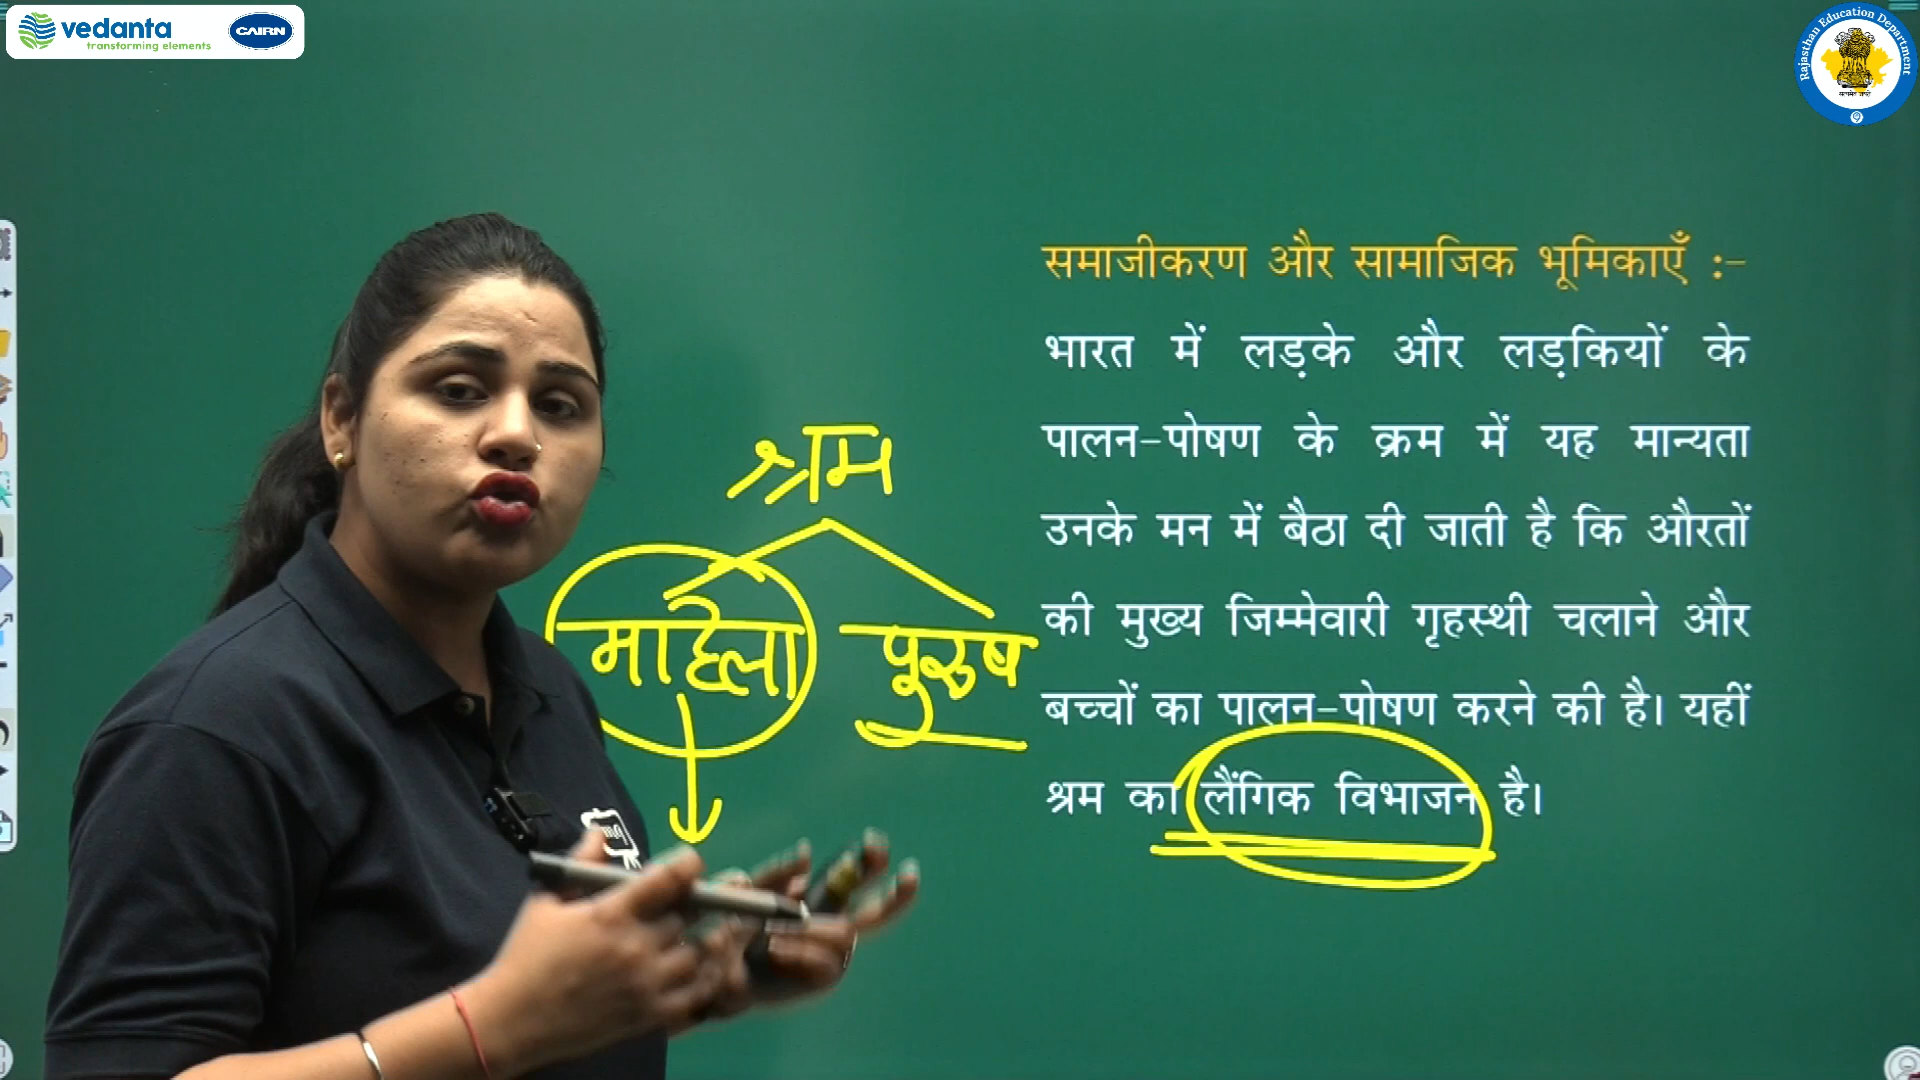 vedanta
transforming elements
CAIRN
Rajasthan Education Department
समाजीकरण और सामाजिक भूमिकाएँ :-
भारत में लड़के और लड़कियों के
पालन-पोषण के क्रम में यह मान्यता
उनके मन में बैठा दी जाती है कि औरतों
की मुख्य जिम्मेवारी गृहस्थी चलाने और
बच्चों का पालन-पोषण करने की है। यहीं
श्रम का लैंगिक विभाजन है।
श्रम
महिला पुरुष